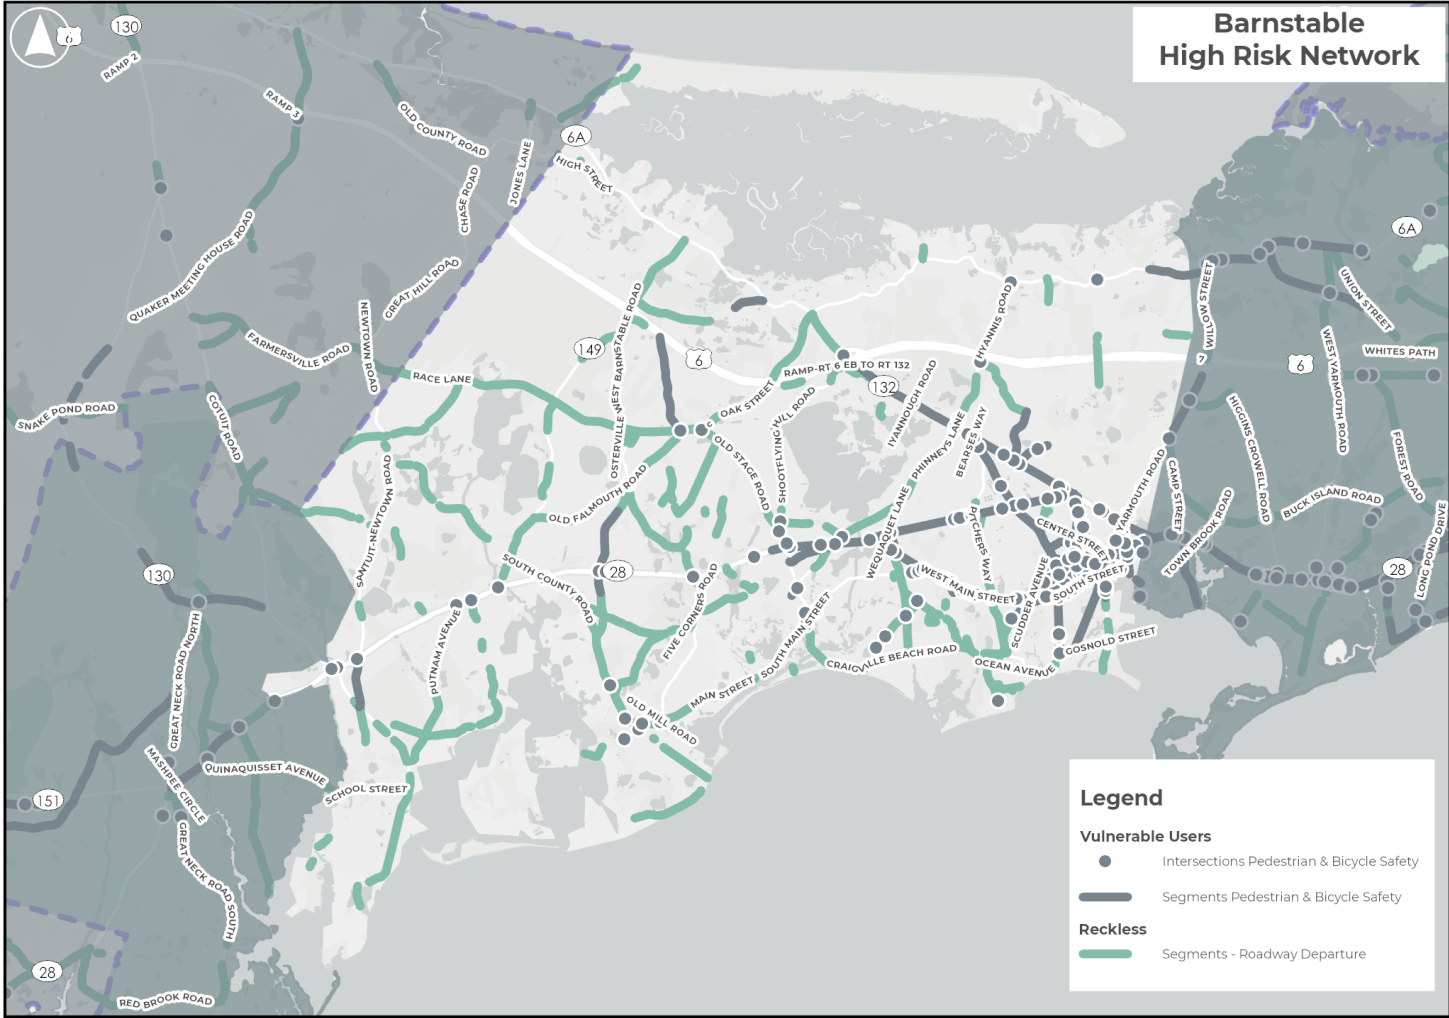 Barnstable
High Risk Network
6
130
RAMP 2
RAMP 3
OLD COUNTY ROAD
JONES LANE
CHASE ROAD
6A
HIGH STREET
QUAKER MEETING HOUSE ROAD
GREAT HILL ROAD
NEWTOWN ROAD
FARMERSVILLE ROAD
RACE LANE
SNAKE POND ROAD
COTUIT ROAD
149
OSTERVILLE WEST BARNSTABLE ROAD
6
RAMP-RT 6 EB TO RT 132
132
OAK STREET
OLD STAGE ROAD
SHOOTFLYING HILL ROAD
IYANNOUGH ROAD
HYANNIS ROAD
PHINNEYS LANE
BEARSES WAY
WILLOW STREET
7
6A
UNION STREET
WHITES PATH
6
WEST YARMOUTH ROAD
HIGGINS CROWELL ROAD
FOREST ROAD
BUCK ISLAND ROAD
LONG POND DRIVE
28
TOWN BROOK ROAD
CAMP STREET
YARMOUTH ROAD
CENTER STREET
SOUTH STREET
PITCHERS WAY
WEST MAIN STREET
SCUDDER AVENUE
WEQUAQUET LANE
GOSNOLD STREET
OCEAN AVENUE
CRAIGVILLE BEACH ROAD
SOUTH MAIN STREET
MAIN STREET
OLD MILL ROAD
FIVE CORNERS ROAD
28
OLD FALMOUTH ROAD
SOUTH COUNTY ROAD
SANTUIT-NEWTOWN ROAD
PUTNAM AVENUE
130
GREAT NECK ROAD NORTH
MASHPEE CIRCLE
QUINAQUISSET AVENUE
SCHOOL STREET
151
GREAT NECK ROAD SOUTH
28
RED BROOK ROAD
Legend
Vulnerable Users
Intersections Pedestrian & Bicycle Safety
Segments Pedestrian & Bicycle Safety
Reckless
Segments - Roadway Departure